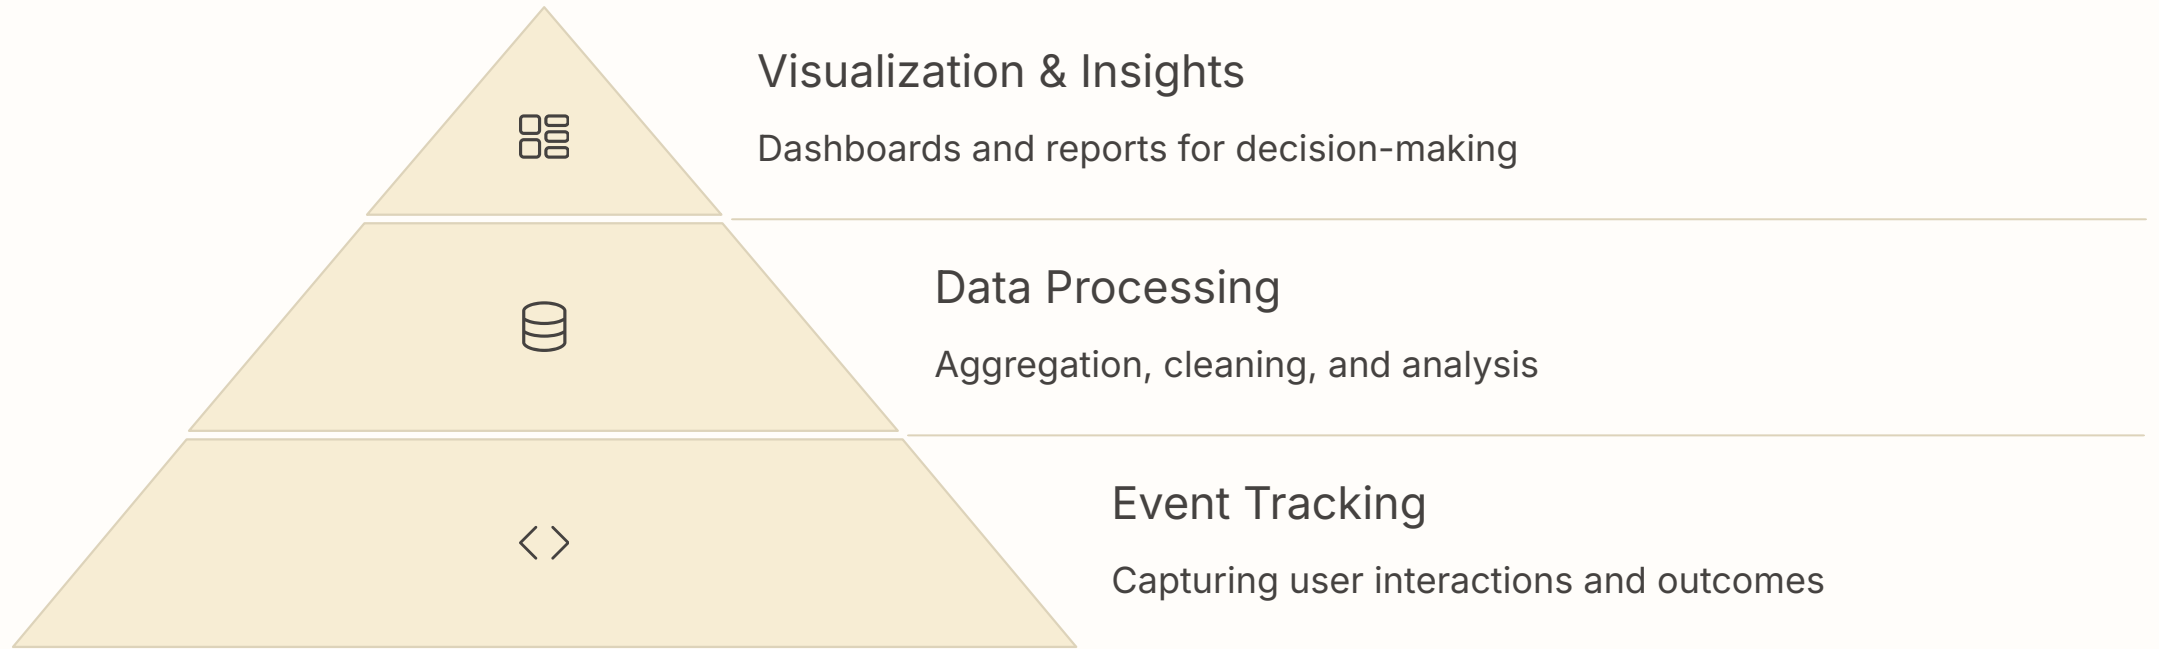 Visualization & Insights
Dashboards and reports for decision-making
Data Processing
Aggregation, cleaning, and analysis
Event Tracking
Capturing user interactions and outcomes